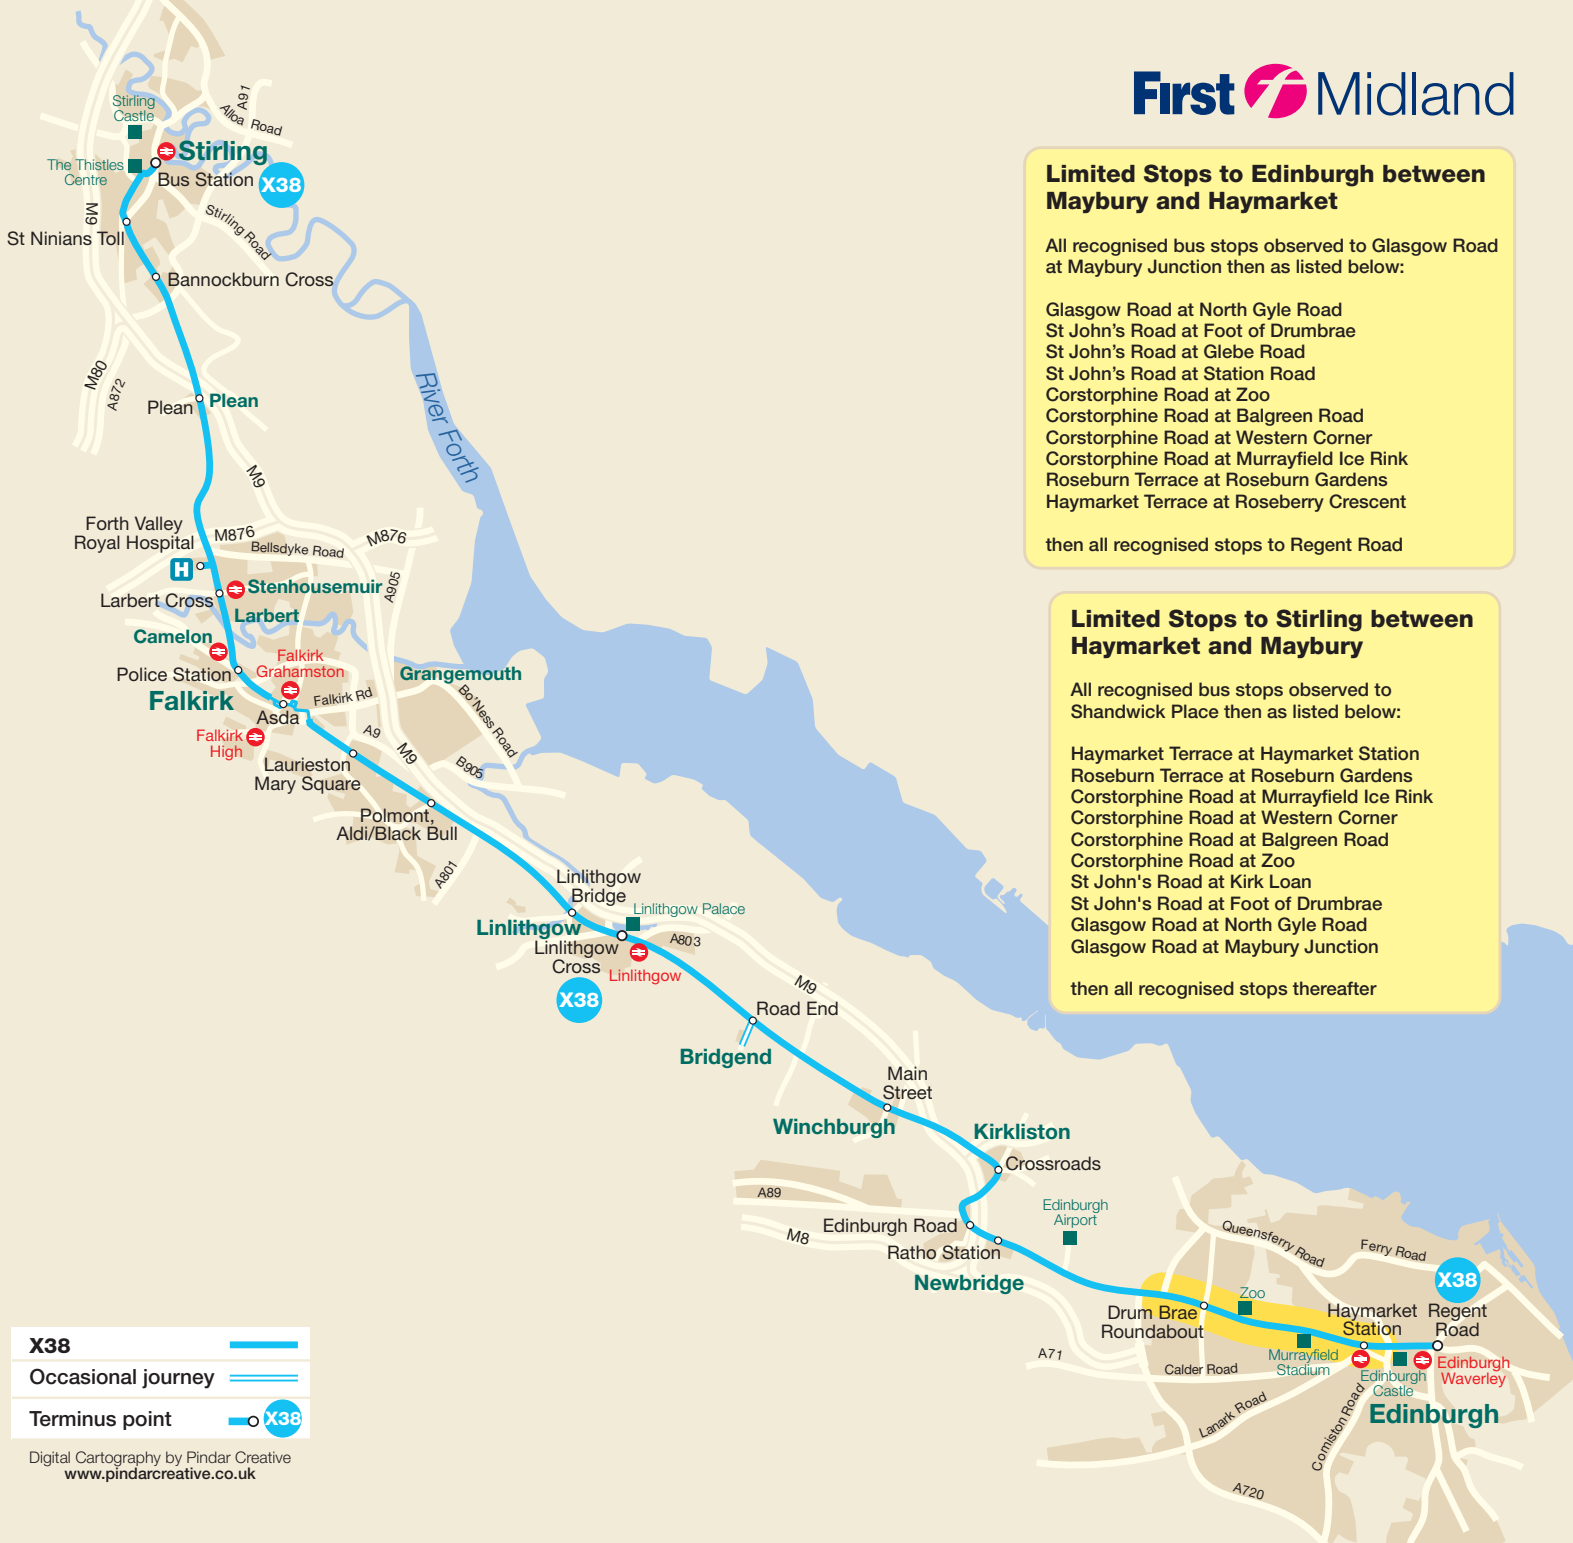 First Midland
Limited Stops to Edinburgh between
Maybury and Haymarket
All recognised bus stops observed to Glasgow Road
at Maybury Junction then as listed below:
Glasgow Road at North Gyle Road
St John’s Road at Foot of Drumbrae
St John’s Road at Glebe Road
St John’s Road at Station Road
Corstorphine Road at Zoo
Corstorphine Road at Balgreen Road
Corstorphine Road at Western Corner
Corstorphine Road at Murrayfield Ice Rink
Roseburn Terrace at Roseburn Gardens
Haymarket Terrace at Roseberry Crescent
then all recognised stops to Regent Road
Limited Stops to Stirling between
Haymarket and Maybury
All recognised bus stops observed to
Shandwick Place then as listed below:
Haymarket Terrace at Haymarket Station
Roseburn Terrace at Roseburn Gardens
Corstorphine Road at Murrayfield Ice Rink
Corstorphine Road at Western Corner
Corstorphine Road at Balgreen Road
Corstorphine Road at Zoo
St John's Road at Kirk Loan
St John's Road at Foot of Drumbrae
Glasgow Road at North Gyle Road
Glasgow Road at Maybury Junction
then all recognised stops thereafter
A91
Alloa Road
Stirling
Castle
The Thistles
Centre
Stirling
Bus Station
X38
M9
Stirling Road
St Ninians Toll
Bannockburn Cross
M80
A872
Plean
Plean
River Forth
M9
Forth Valley
Royal Hospital
H
M876
Bellsdyke Road
M876
A905
Larbert Cross
Stenhousemuir
Larbert
Camelon
Police Station
Falkirk
Falkirk
Grahamston
Falkirk Rd
Asda
Falkirk
High
Grangemouth
Bo'Ness Road
A9
M9
B905
Laurieston
Mary Square
Polmont,
Aldi/Black Bull
A801
Linlithgow
Bridge
Linlithgow Palace
Linlithgow
A803
Linlithgow
Cross
Linlithgow
X38
M9
Road End
Bridgend
Main
Street
Winchburgh
Kirkliston
Crossroads
A89
M8
Edinburgh Road
Ratho Station
Newbridge
Edinburgh
Airport
Queensferry Road
Ferry Road
X38
Zoo
Drum Brae
Roundabout
Haymarket
Station
Regent
Road
Murrayfield
Stadium
Edinburgh
Castle
Edinburgh
Waverley
Edinburgh
A71
Calder Road
Lanark Road
Comiston Road
A720
X38
Occasional journey
Terminus point
X38
Digital Cartography by Pindar Creative
www.pindarcreative.co.uk